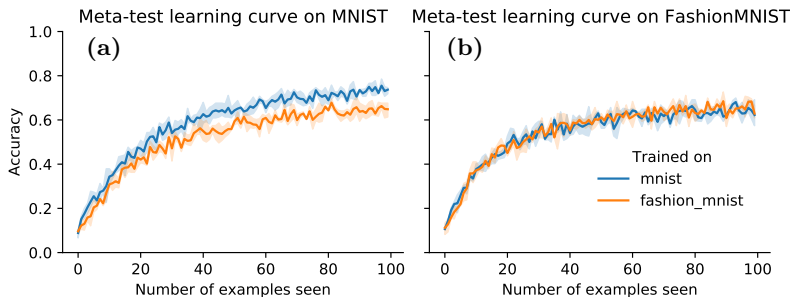 Meta-test learning curve on MNIST
Meta-test learning curve on FashionMNIST
(a)
(b)
Accuracy
1.0
0.8
0.6
0.4
0.2
0.0
0 20 40 60 80 100
0 20 40 60 80 100
Number of examples seen
Number of examples seen
Trained on
mnist
fashion_mnist